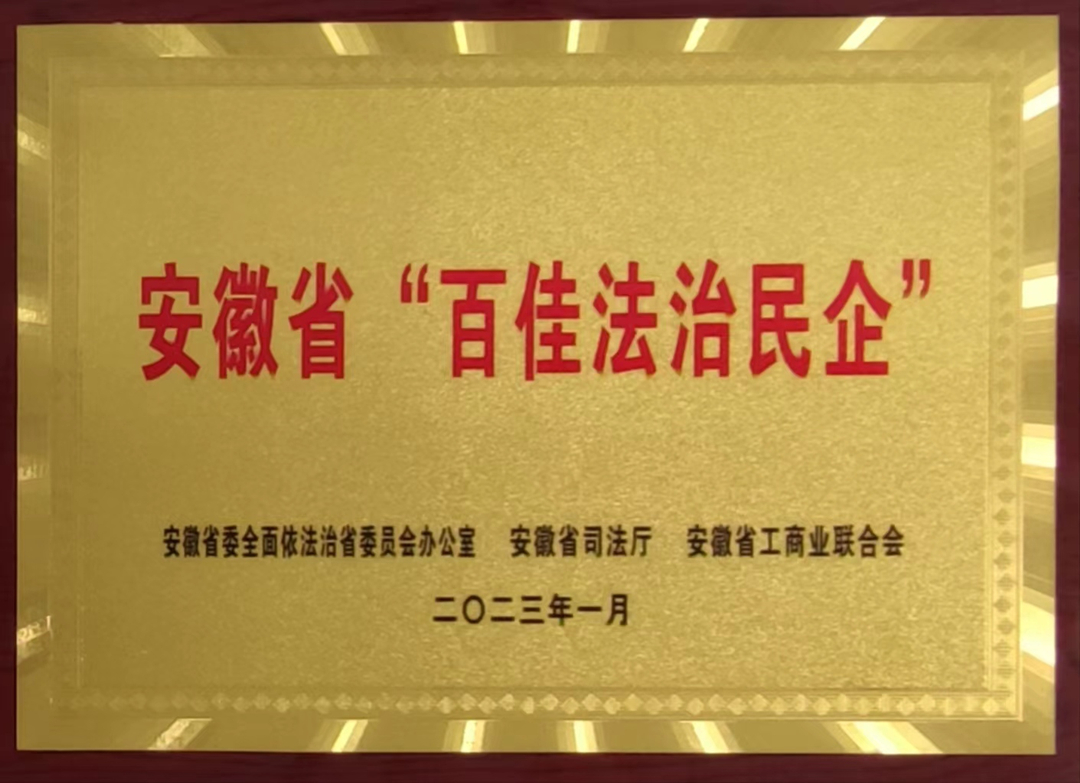 安徽省“百佳法治民企”
安徽省委全面依法治省委员会办公室 安徽省司法厅 安徽省工商业联合会
二〇二三年一月